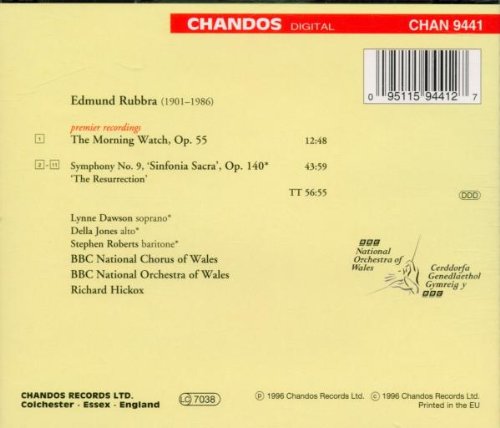 CHANDOS DIGITAL
CHAN 9441
0 95115 94412 7
Edmund Rubbra (1901–1986)
premier recordings
1 The Morning Watch, Op. 55 12:48
2 - 11 Symphony No. 9, 'Sinfonia Sacra', Op. 140* 43:59
'The Resurrection'
TT 56:55
DDD
Lynne Dawson soprano*
Della Jones alto*
Stephen Roberts baritone*
BBC National Chorus of Wales
BBC National Orchestra of Wales
Richard Hickox
BBC
National
Orchestra of
Wales
Cerddorfa
Genedlaethol
Gymreig y
BBC
CHANDOS RECORDS LTD.
Colchester · Essex · England
LC 7038
℗ 1996 Chandos Records Ltd. © 1996 Chandos Records Ltd.
Printed in the EU